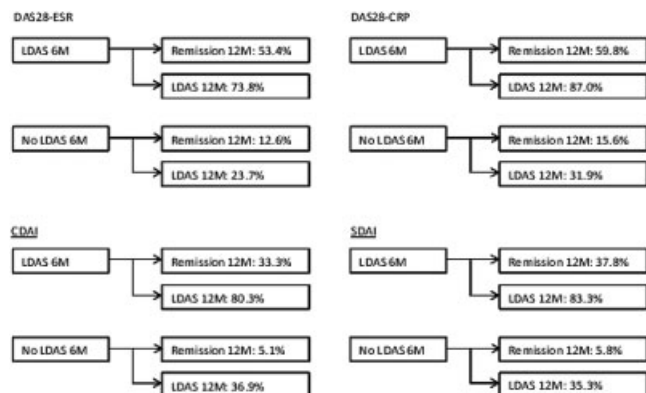 DAS28-ESR
LDAS 6M
Remission 12M: 53.4%
LDAS 12M: 73.8%
No LDAS 6M
Remission 12M: 12.6%
LDAS 12M: 23.7%
DAS28-CRP
LDAS 6M
Remission 12M: 59.8%
LDAS 12M: 87.0%
No LDAS 6M
Remission 12M: 15.6%
LDAS 12M: 31.9%
CDAI
LDAS 6M
Remission 12M: 33.3%
LDAS 12M: 80.3%
No LDAS 6M
Remission 12M: 5.1%
LDAS 12M: 36.9%
SDAI
LDAS 6M
Remission 12M: 37.8%
LDAS 12M: 83.3%
No LDAS 6M
Remission 12M: 5.8%
LDAS 12M: 35.3%